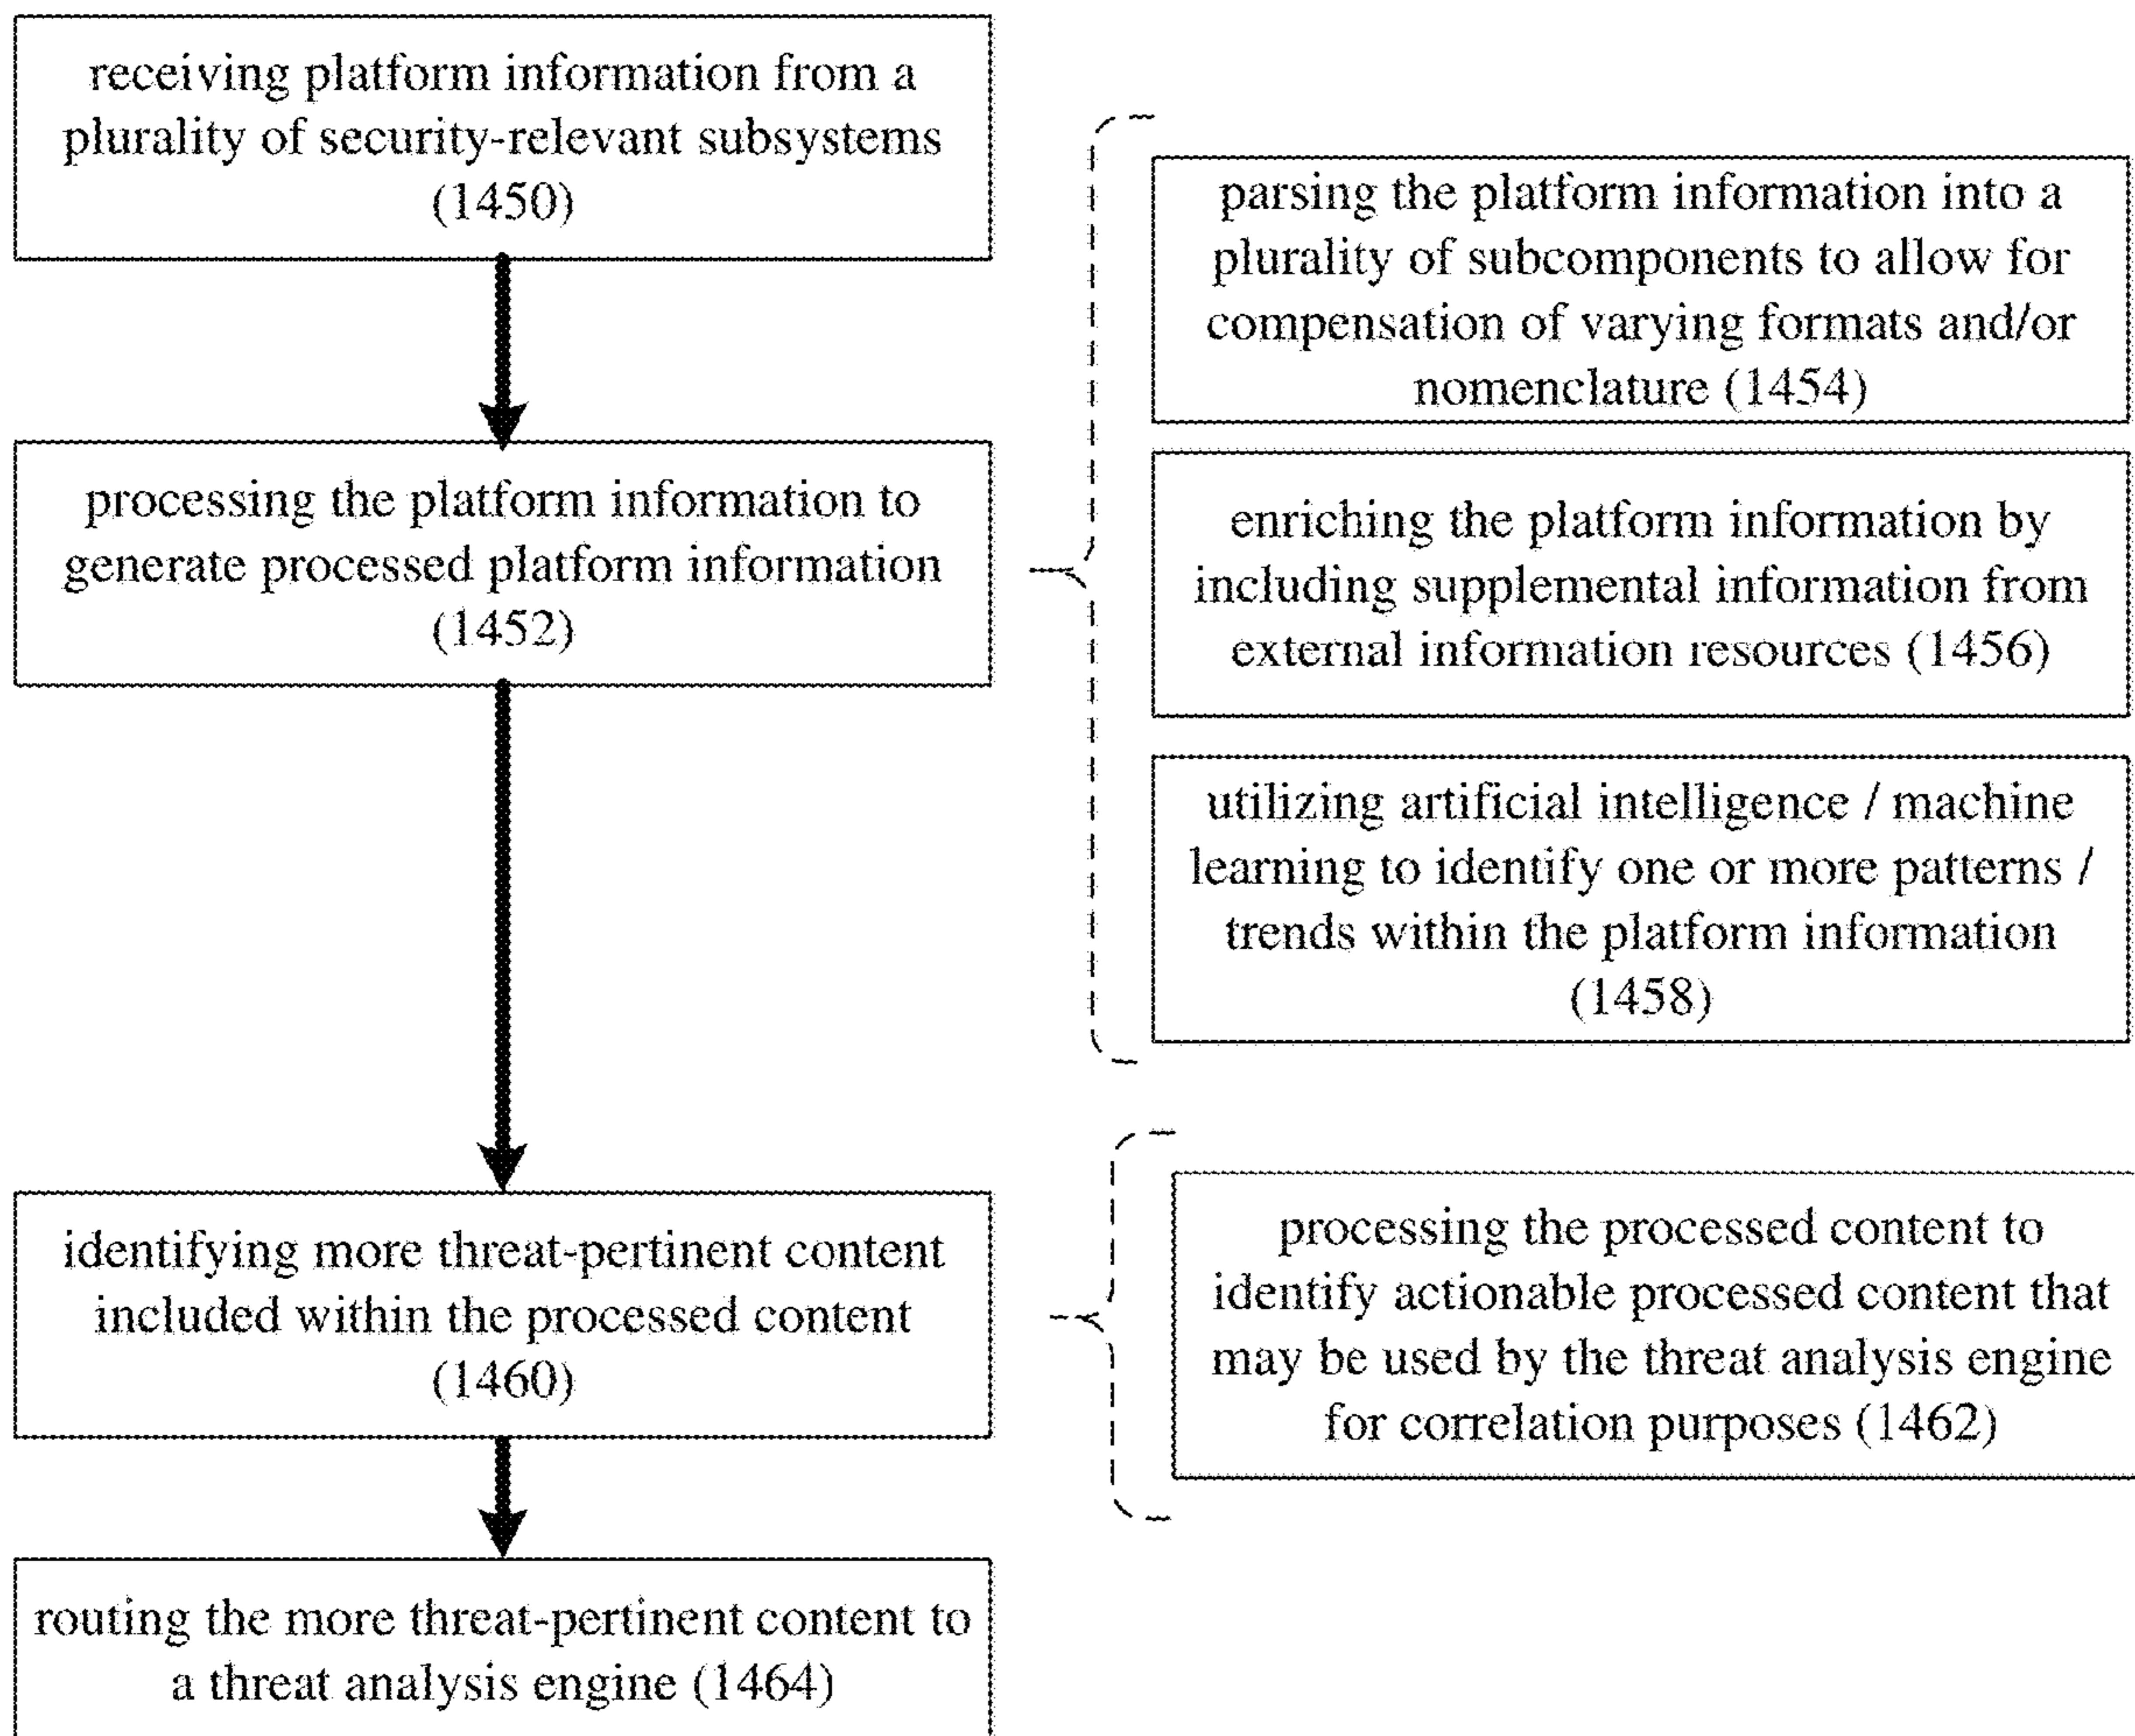 receiving platform information from a
plurality of security-relevant subsystems
(1450)
processing the platform information to
generate processed platform information
(1452)
parsing the platform information into a
plurality of subcomponents to allow for
compensation of varying formats and/or
nomenclature (1454)
enriching the platform information by
including supplemental information from
external information resources (1456)
utilizing artificial intelligence / machine
learning to identify one or more patterns /
trends within the platform information
(1458)
identifying more threat-pertinent content
included within the processed content
(1460)
processing the processed content to
identify actionable processed content that
may be used by the threat analysis engine
for correlation purposes (1462)
routing the more threat-pertinent content to
a threat analysis engine (1464)